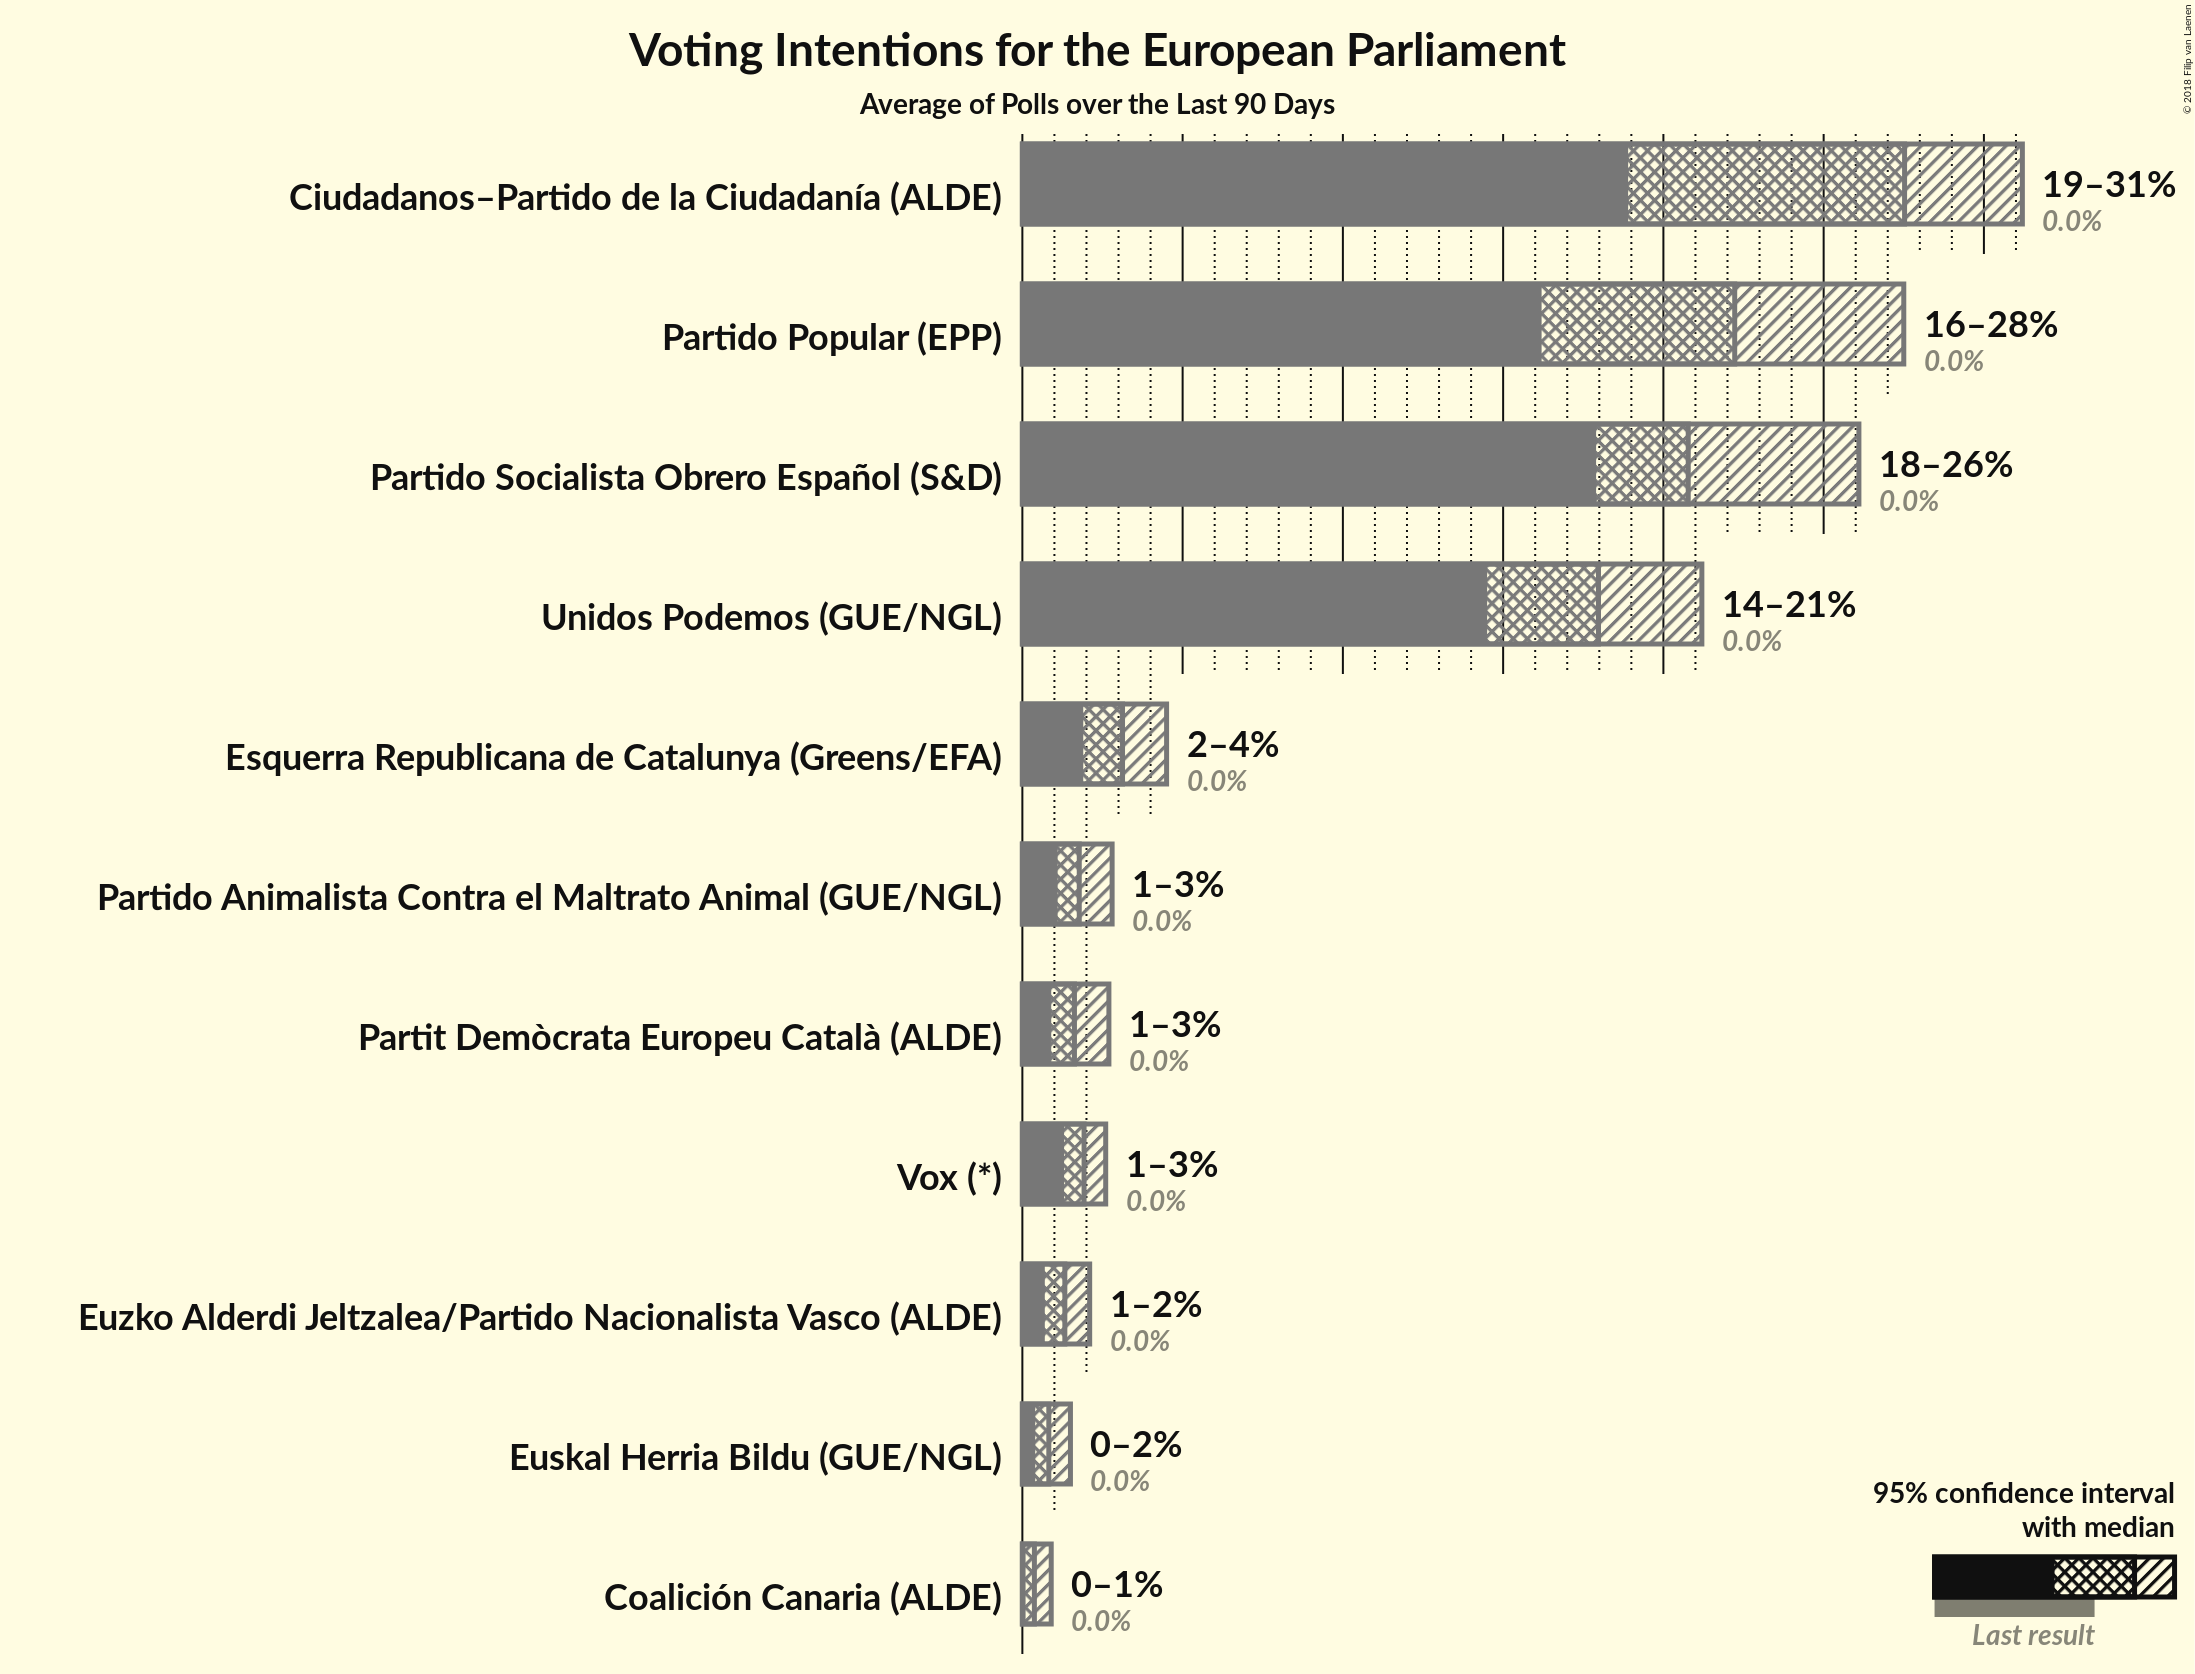 Voting Intentions for the European Parliament
Average of Polls over the Last 90 Days
© 2018 Filip van Laenen
Ciudadanos–Partido de la Ciudadanía (ALDE)
19–31%
0.0%
Partido Popular (EPP)
16–28%
0.0%
Partido Socialista Obrero Español (S&D)
18–26%
0.0%
Unidos Podemos (GUE/NGL)
14–21%
0.0%
Esquerra Republicana de Catalunya (Greens/EFA)
2–4%
0.0%
Partido Animalista Contra el Maltrato Animal (GUE/NGL)
1–3%
0.0%
Partit Demòcrata Europeu Català (ALDE)
1–3%
0.0%
Vox (*)
1–3%
0.0%
Euzko Alderdi Jeltzalea/Partido Nacionalista Vasco (ALDE)
1–2%
0.0%
Euskal Herria Bildu (GUE/NGL)
0–2%
0.0%
Coalición Canaria (ALDE)
0–1%
0.0%
95% confidence interval
with median
Last result